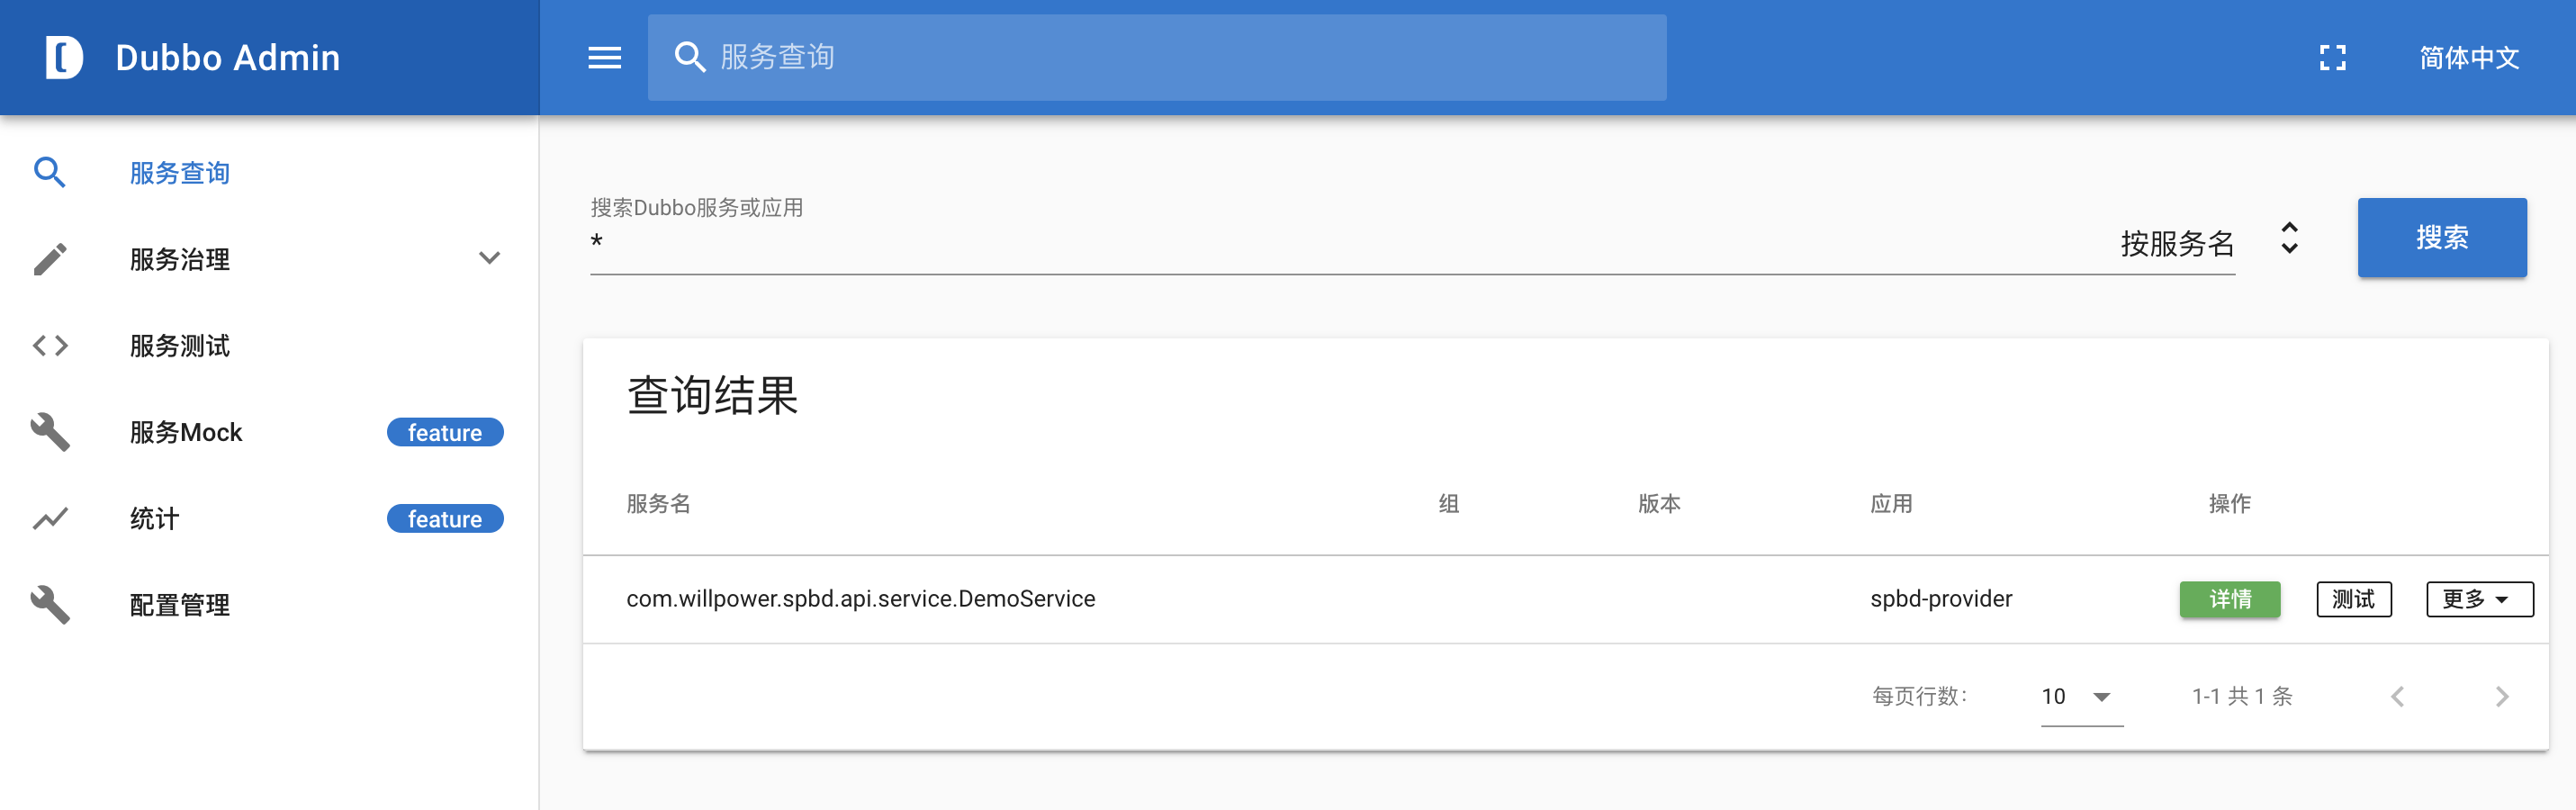 Dubbo Admin
服务查询
简体中文
服务查询
服务治理
服务测试
服务Mock feature
统计 feature
配置管理
搜索Dubbo服务或应用
* 按服务名
搜索
查询结果
服务名 组 版本 应用 操作
com.willpower.spbd.api.service.DemoService spbd-provider 详情 测试 更多
每页行数： 10 1-1 共 1 条